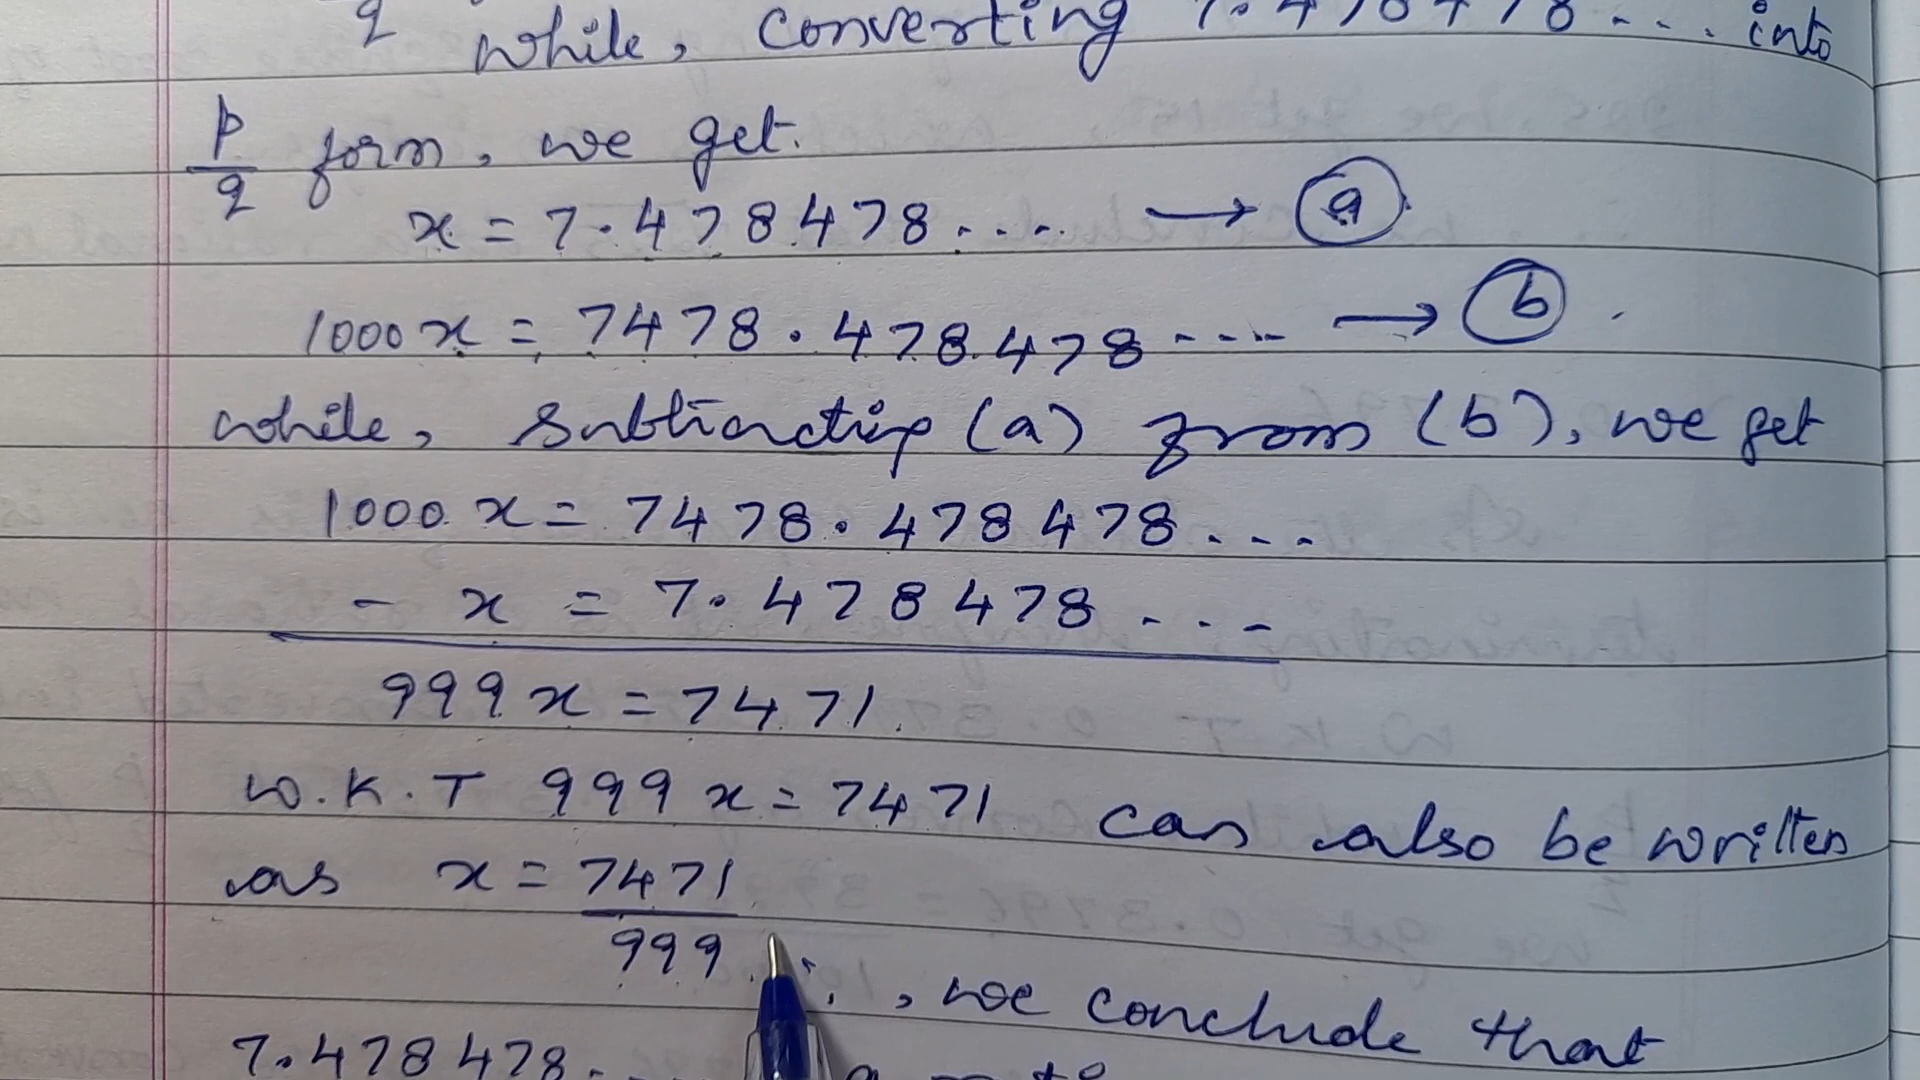 q while, converting 7.478478... into
p/q form, we get.
x = 7.478478.... → (a)
1000x = 7478.478478.... → (b)
while, subtracting (a) from (b), we get
1000x = 7478.478478...
- x = 7.478478...
999x = 7471.
W.K.T 999x = 7471 can also be written
as x = 7471
999 ∴, we conclude that
7.478478.